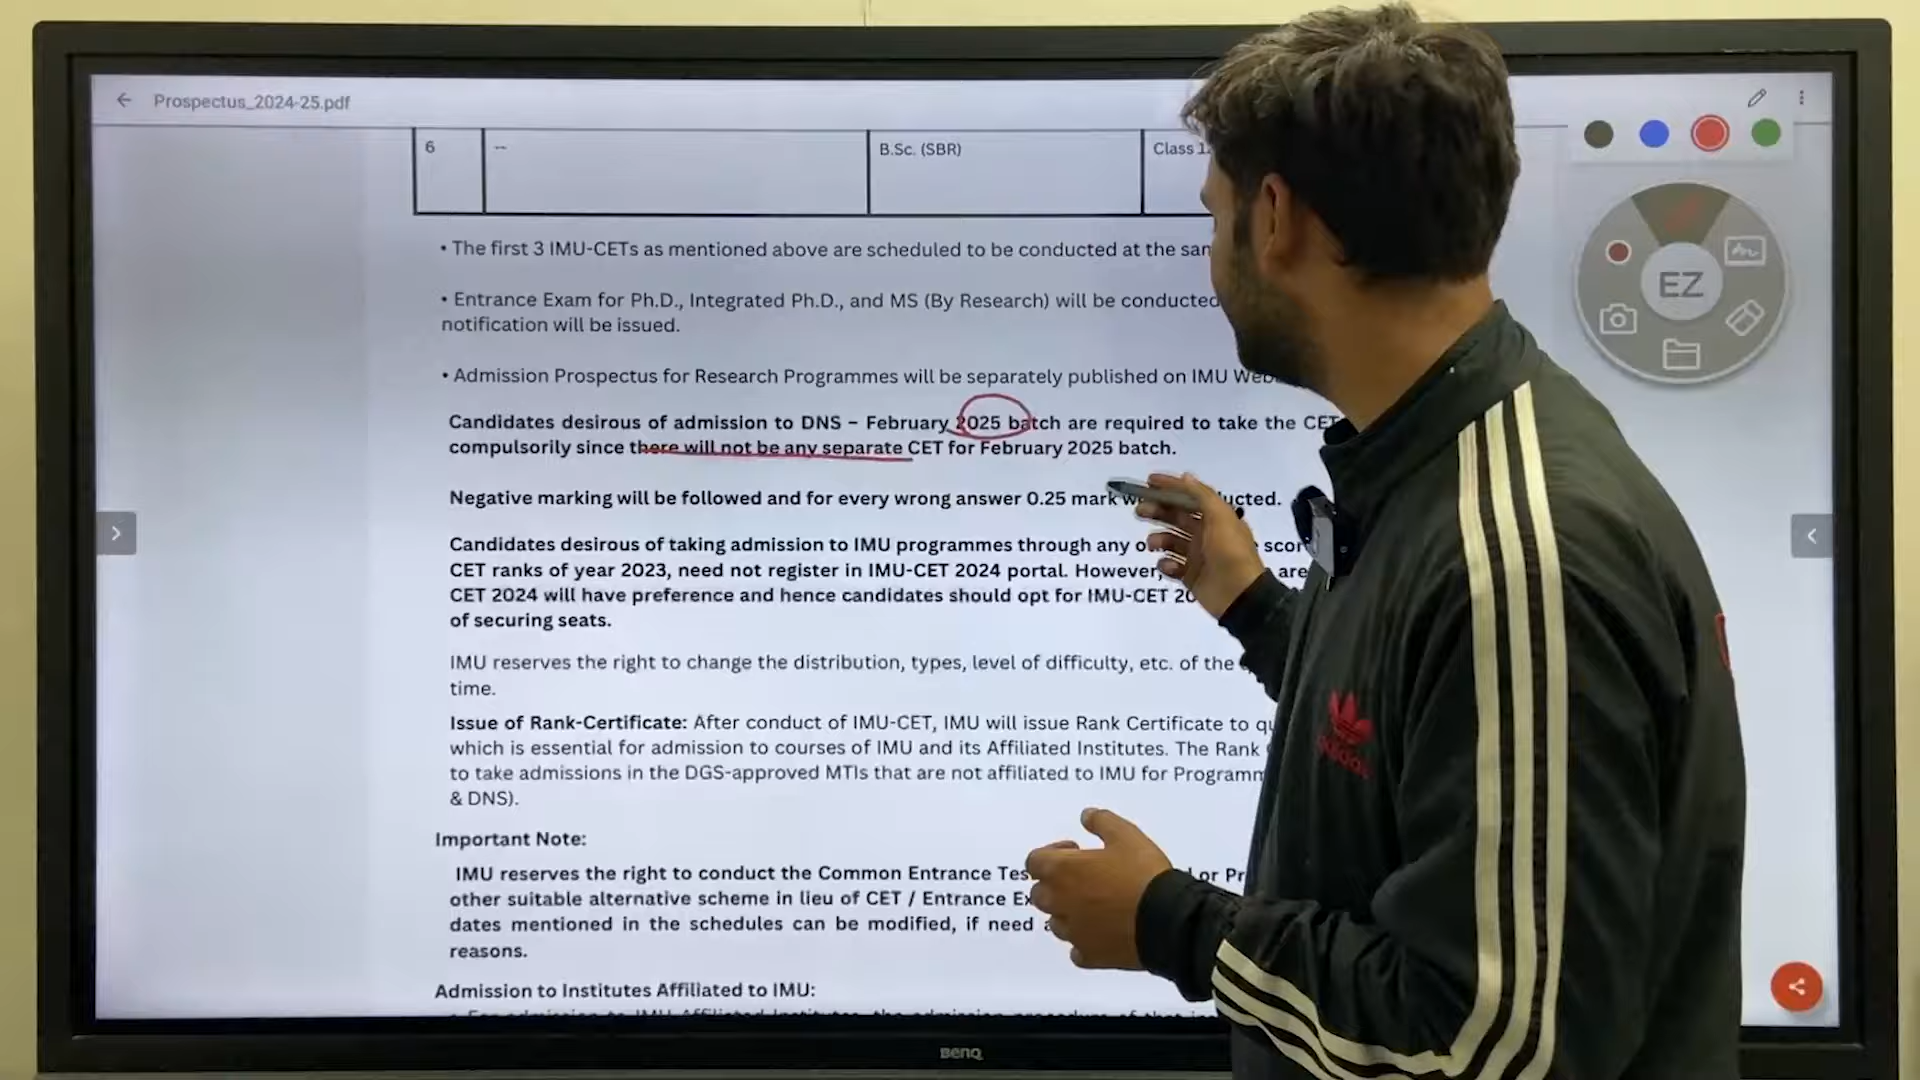 Prospectus_2024-25.pdf
6 -- B.Sc. (SBR) Class
• The first 3 IMU-CETs as mentioned above are scheduled to be conducted at the
• Entrance Exam for Ph.D., Integrated Ph.D., and MS (By Research) will be conducted
notification will be issued.
• Admission Prospectus for Research Programmes will be separately published on IMU
Candidates desirous of admission to DNS – February 2025 batch are required to take the CET
compulsorily since there will not be any separate CET for February 2025 batch.
Negative marking will be followed and for every wrong answer 0.25 mark
Candidates desirous of taking admission to IMU programmes through any
CET ranks of year 2023, need not register in IMU-CET 2024 portal. However, are
CET 2024 will have preference and hence candidates should opt for IMU-CET
of securing seats.
IMU reserves the right to change the distribution, types, level of difficulty, etc. of the
time.
Issue of Rank-Certificate: After conduct of IMU-CET, IMU will issue Rank Certificate to
which is essential for admission to courses of IMU and its Affiliated Institutes. The Rank
to take admissions in the DGS-approved MTIs that are not affiliated to IMU for
& DNS).
Important Note:
IMU reserves the right to conduct the Common Entrance or
other suitable alternative scheme in lieu of CET / Entrance
dates mentioned in the schedules can be modified, if need
reasons.
Admission to Institutes Affiliated to IMU:
EZ
BenQ